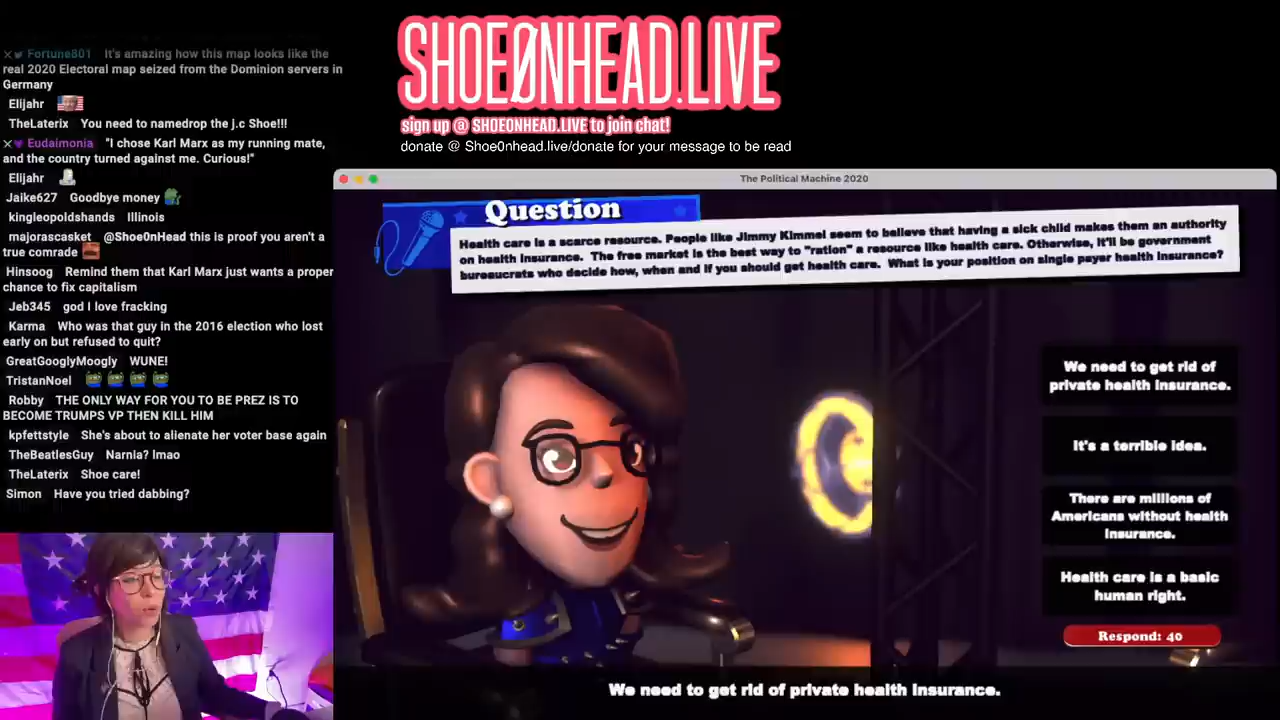 SHOEØNHEAD.LIVE
sign up @ SHOE0NHEAD.LIVE to join chat!
donate @ Shoe0nhead.live/donate for your message to be read
Fortune801 It's amazing how this map looks like the
real 2020 Electoral map seized from the Dominion servers in
Germany
Elijahr
TheLaterix You need to namedrop the j.c Shoe!!!
Eudaimonia "I chose Karl Marx as my running mate,
and the country turned against me. Curious!"
Elijahr
Jaike627 Goodbye money
kingleopoldshands Illinois
majorascasket @Shoe0nHead this is proof you aren't a
true comrade
Hinsoog Remind them that Karl Marx just wants a proper
chance to fix capitalism
Jeb345 god I love fracking
Karma Who was that guy in the 2016 election who lost
early on but refused to quit?
GreatGooglyMoogly WUNE!
TristanNoel
Robby THE ONLY WAY FOR YOU TO BE PREZ IS TO
BECOME TRUMPS VP THEN KILL HIM
kpfettstyle She's about to alienate her voter base again
TheBeatlesGuy Narnia? lmao
TheLaterix Shoe care!
Simon Have you tried dabbing?
The Political Machine 2020
Question
Health care is a scarce resource. People like Jimmy Kimmel seem to believe that having a sick child makes them an authority
on health insurance. The free market is the best way to "ration" a resource like health care. Otherwise, it'll be government
bureaucrats who decide how, when and if you should get health care. What is your position on single payer health insurance?
We need to get rid of
private health insurance.
It's a terrible idea.
There are millions of
Americans without health
insurance.
Health care is a basic
human right.
Respond: 40
We need to get rid of private health insurance.